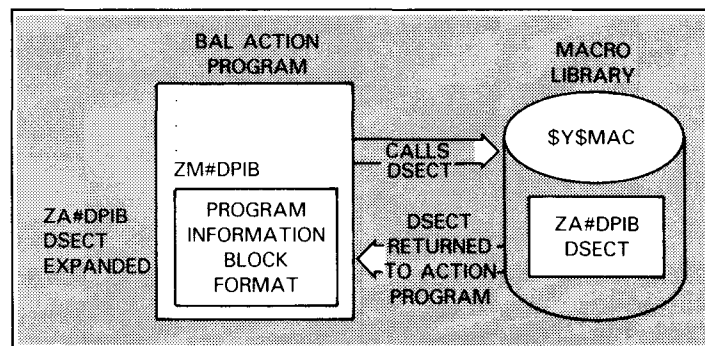 BAL ACTION
PROGRAM
MACRO
LIBRARY
.
.
.
ZM#DPIB
CALLS
DSECT
$Y$MAC
ZA#DPIB
DSECT
EXPANDED
PROGRAM
INFORMATION
BLOCK
FORMAT
DSECT
RETURNED
TO ACTION
PROGRAM
ZA#DPIB
DSECT